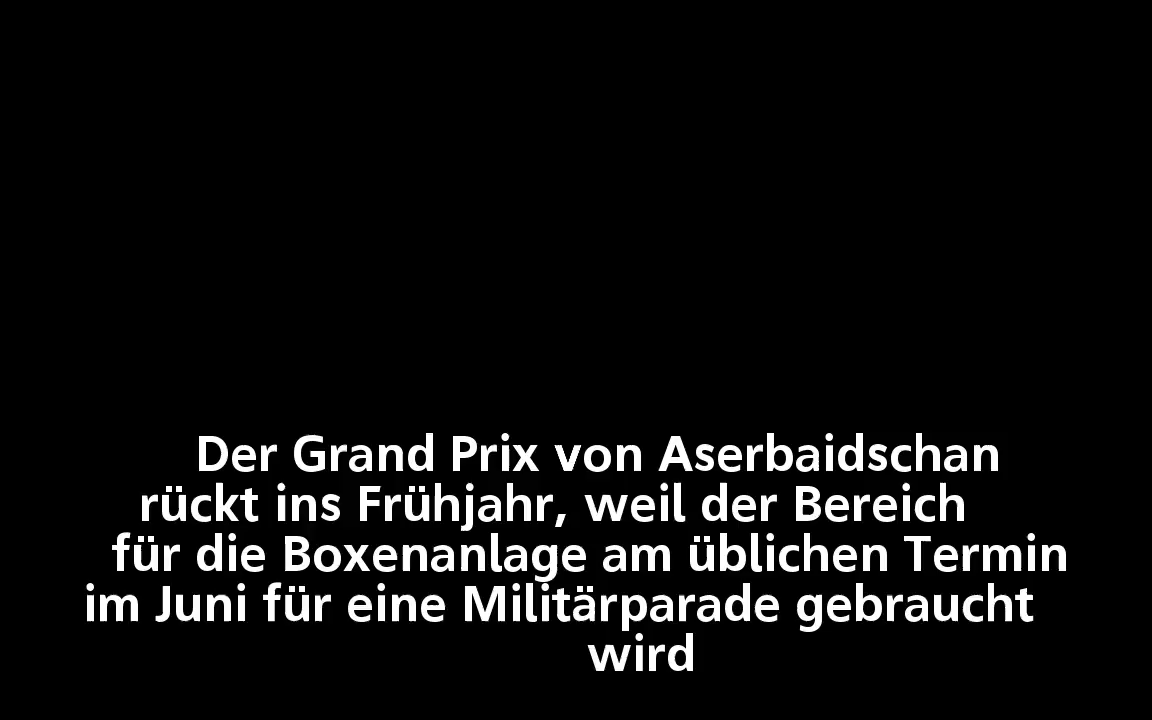 Der Grand Prix von Aserbaidschan
rückt ins Frühjahr, weil der Bereich
für die Boxenanlage am üblichen Termin
im Juni für eine Militärparade gebraucht
wird